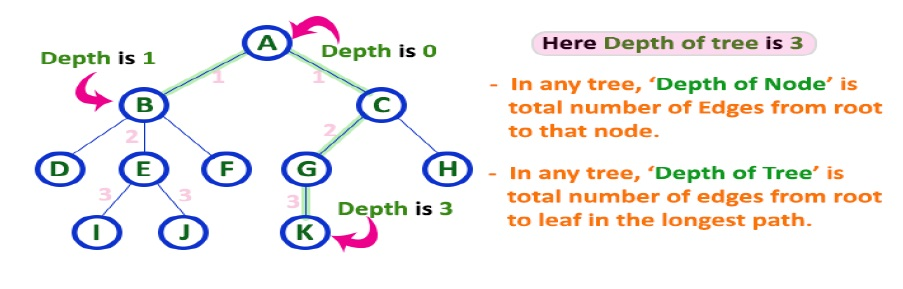 A
Depth is 0
Depth is 1
1
1
B
C
2
2
D
E
F
G
H
3
3
3
Depth is 3
I
J
K
Here Depth of tree is 3
- In any tree, ‘Depth of Node’ is
total number of Edges from root
to that node.
- In any tree, ‘Depth of Tree’ is
total number of edges from root
to leaf in the longest path.